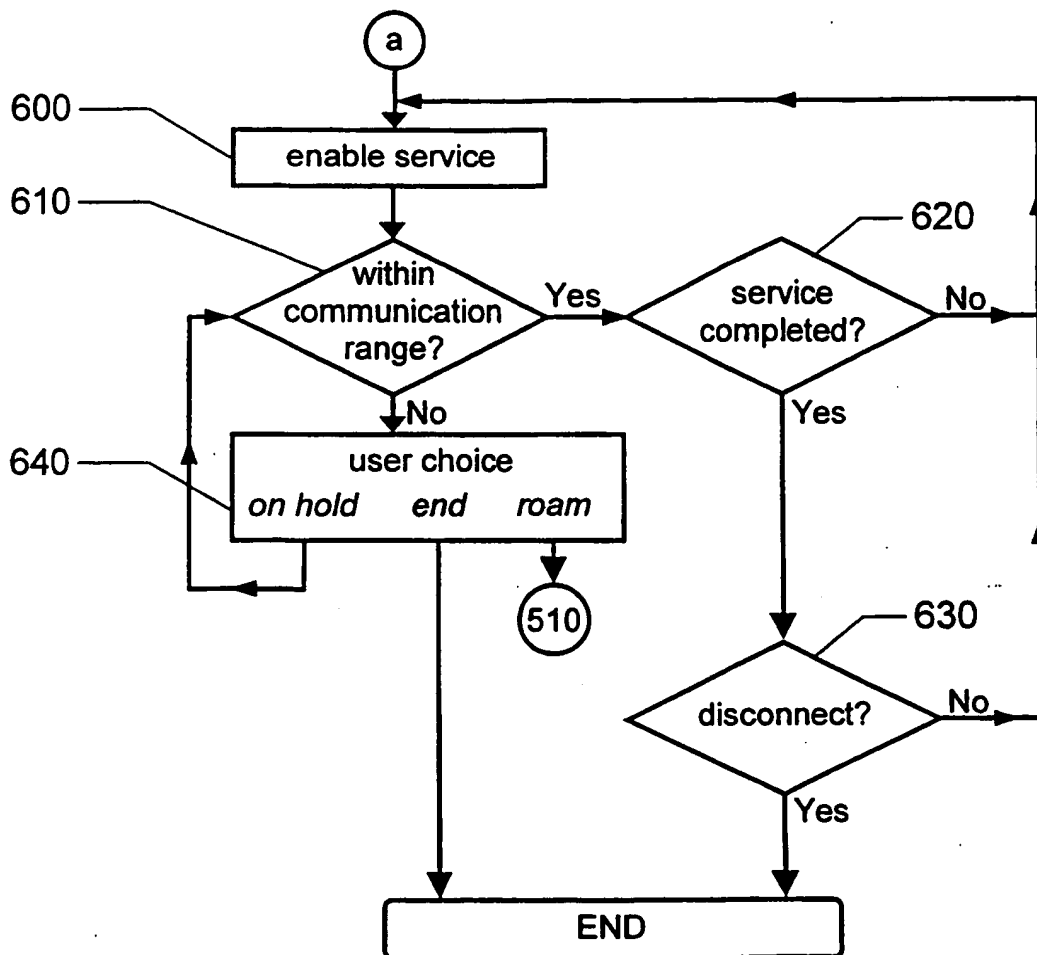 a
600
enable service
610
within
communication
range?
Yes
620
service
completed?
No
No
Yes
640
user choice
on hold end roam
510
630
disconnect?
No
Yes
END